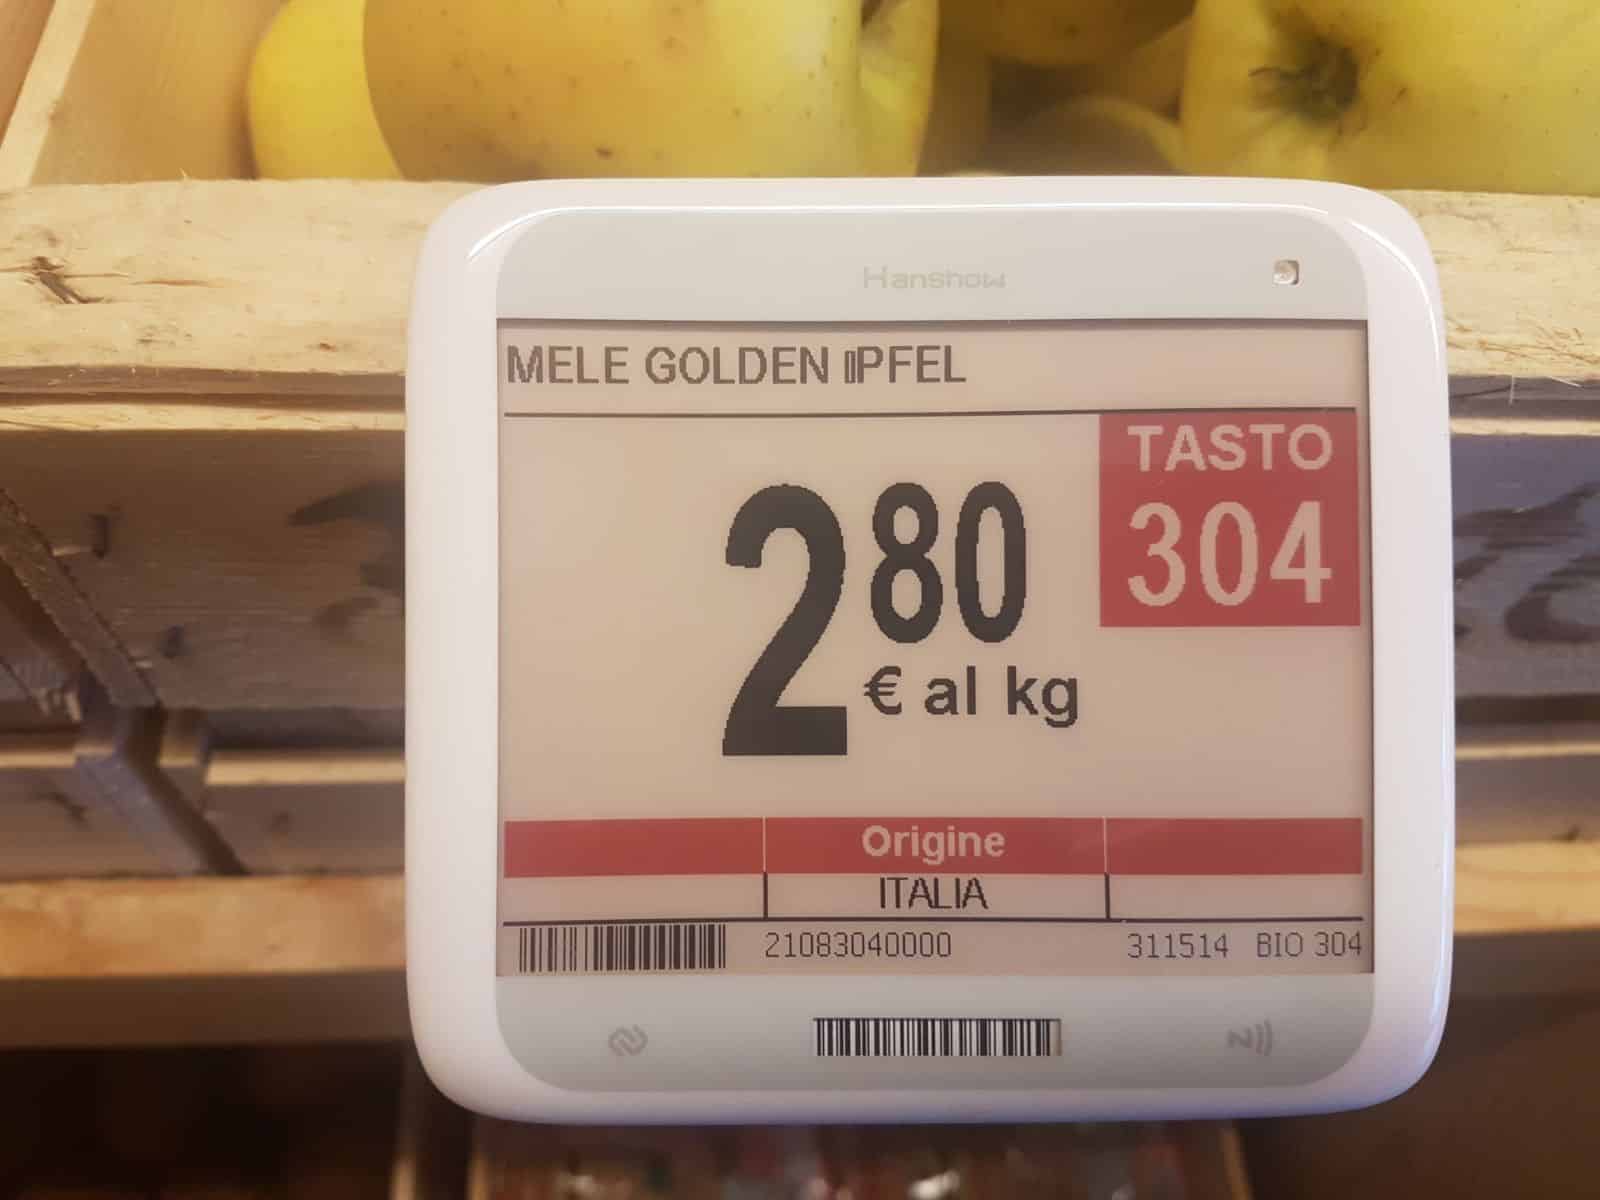 Hanshow
MELE GOLDEN ▯PFEL
TASTO
304
2 80
€ al kg
Origine
ITALIA
21083040000 311514 BIO 304